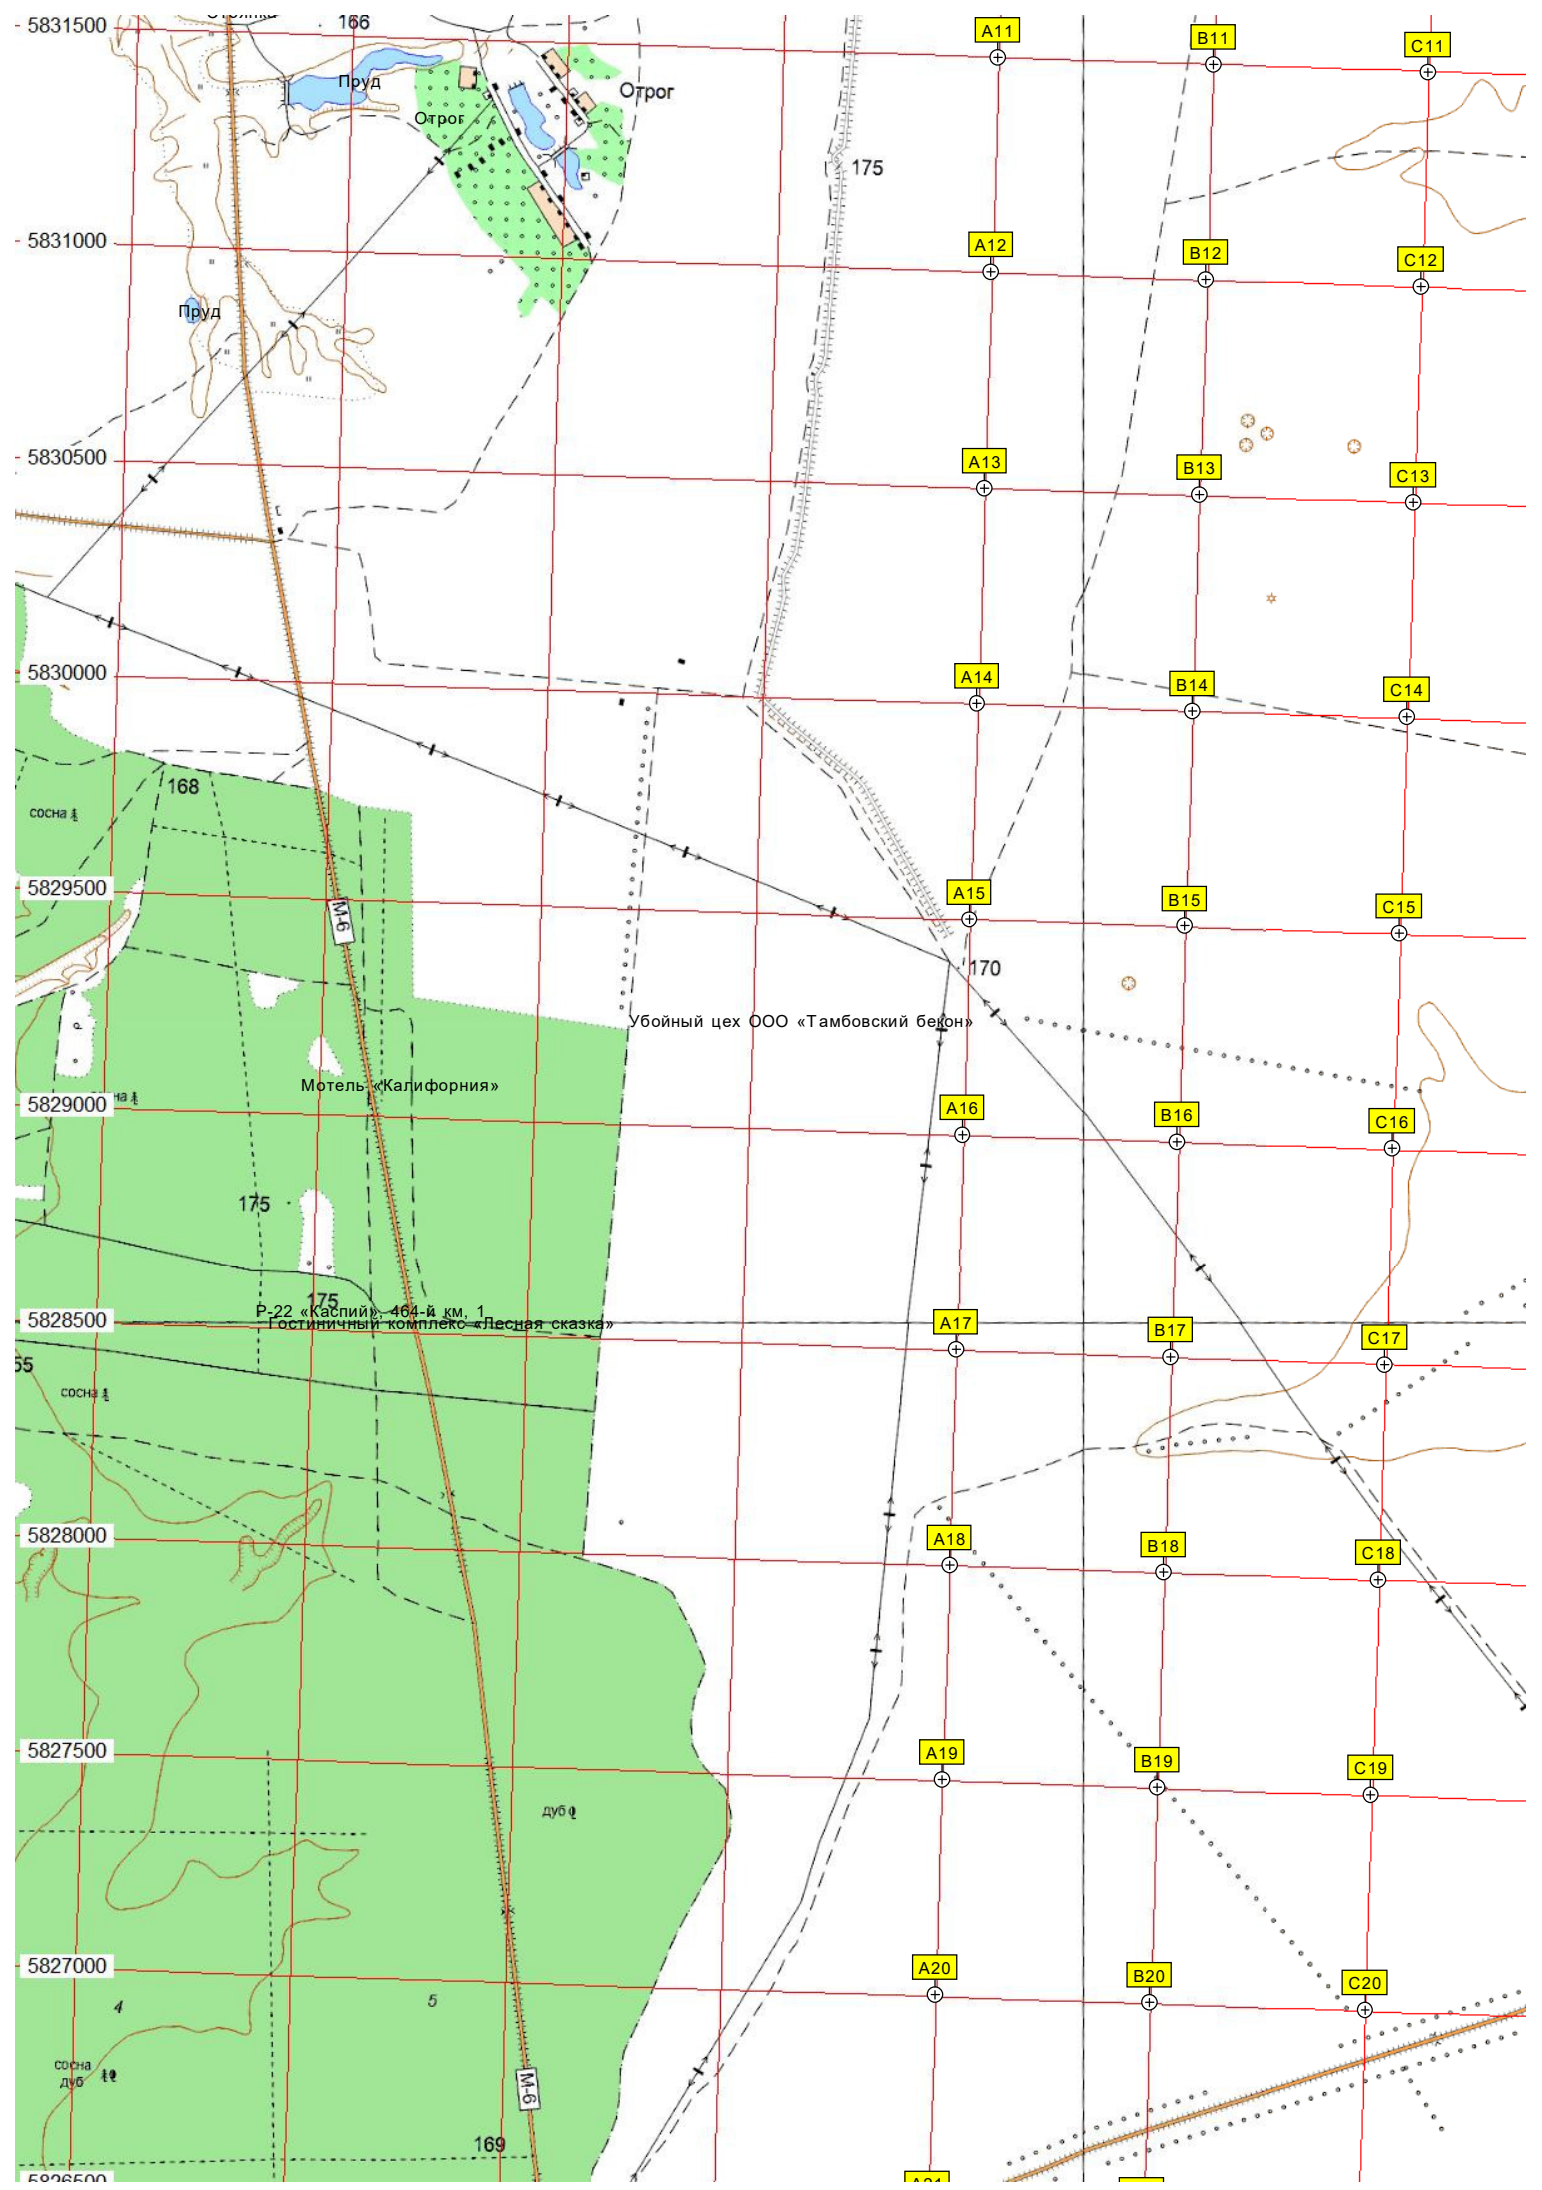 166
5831500
A11
B11
C11
Пруд
Отрог
Отрог
175
5831000
A12
B12
C12
Пруд
5830500
A13
B13
C13
5830000
A14
B14
C14
168
сосна
5829500
A15
B15
C15
М-6
170
Убойный цех ООО «Тамбовский бекон»
Мотель «Калифорния»
5829000
A16
B16
C16
175
175
Р-22 «Каспий», 464-й км, 1
5828500
Гостиничный комплекс «Лесная сказка»
A17
B17
C17
сосна
5828000
A18
B18
C18
5827500
A19
B19
C19
дуб
5827000
A20
B20
C20
4
5
сосна
дуб
М-6
169
5826500
A21